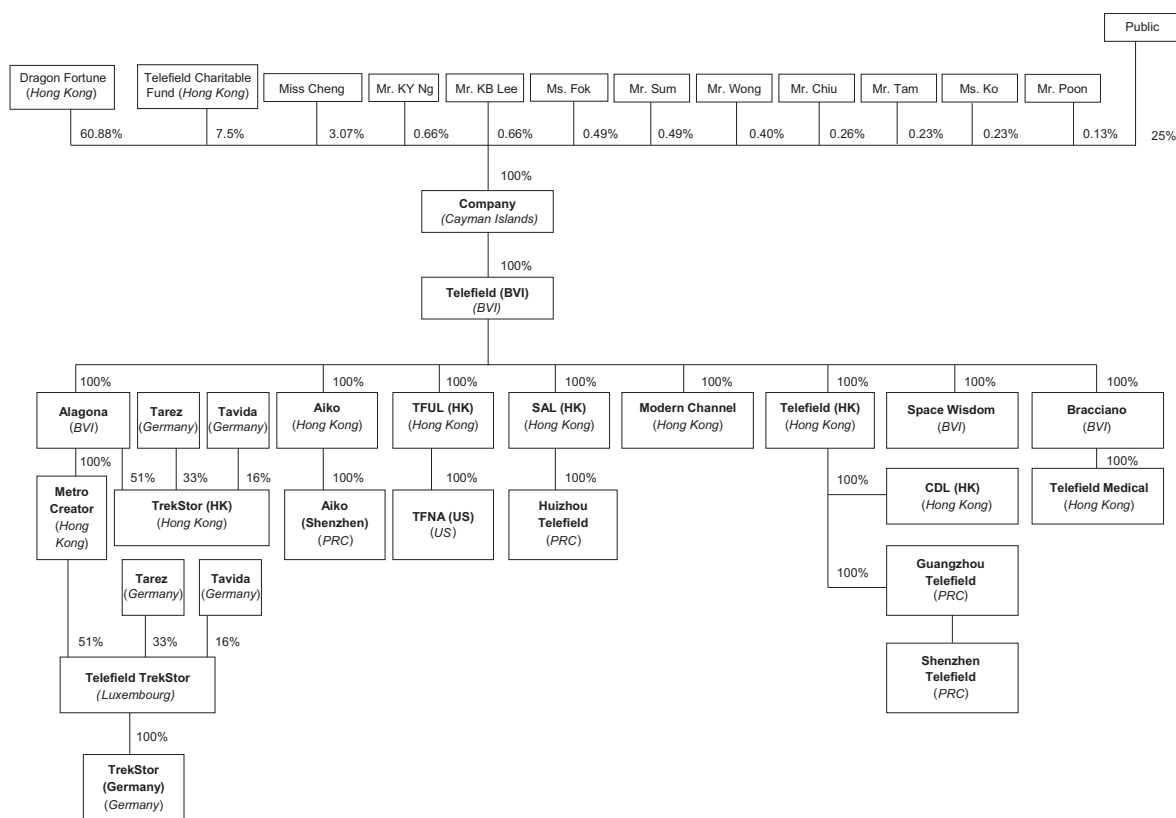 Public
Dragon Fortune
(Hong Kong)
Telefield Charitable
Fund (Hong Kong)
Miss Cheng
Mr. KY Ng
Mr. KB Lee
Ms. Fok
Mr. Sum
Mr. Wong
Mr. Chiu
Mr. Tam
Ms. Ko
Mr. Poon
60.88%
7.5%
3.07%
0.66%
0.66%
0.49%
0.49%
0.40%
0.26%
0.23%
0.23%
0.13%
25%
100%
Company
(Cayman Islands)
100%
Telefield (BVI)
(BVI)
100%
100%
100%
100%
100%
100%
100%
100%
Alagona
(BVI)
Tarez
(Germany)
Tavida
(Germany)
Aiko
(Hong Kong)
TFUL (HK)
(Hong Kong)
SAL (HK)
(Hong Kong)
Modern Channel
(Hong Kong)
Telefield (HK)
(Hong Kong)
Space Wisdom
(BVI)
Bracciano
(BVI)
100%
51%
33%
16%
100%
100%
100%
100%
100%
Metro
Creator
(Hong
Kong)
TrekStor (HK)
(Hong Kong)
Aiko
(Shenzhen)
(PRC)
TFNA (US)
(US)
Huizhou
Telefield
(PRC)
CDL (HK)
(Hong Kong)
Telefield Medical
(Hong Kong)
Tarez
(Germany)
Tavida
(Germany)
100%
Guangzhou
Telefield
(PRC)
51%
33%
16%
Telefield TrekStor
(Luxembourg)
Shenzhen
Telefield
(PRC)
100%
TrekStor
(Germany)
(Germany)